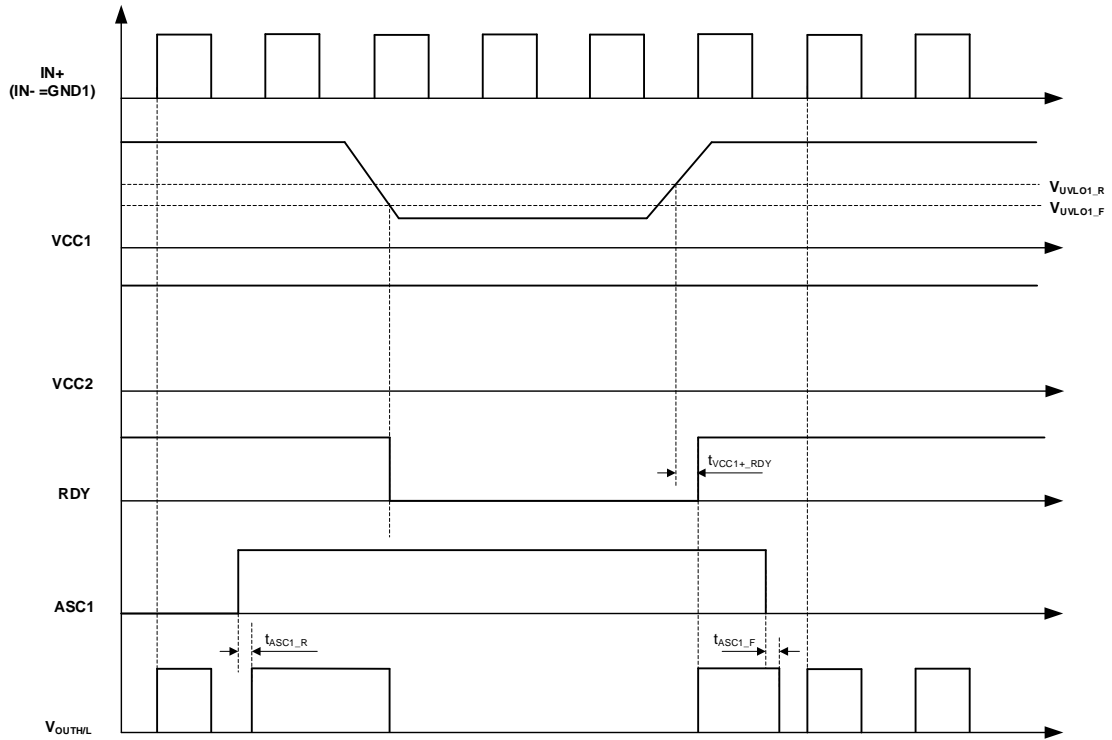 IN+
(IN- =GND1)
VUVLO1_R
VUVLO1_F
VCC1
VCC2
tVCC1+_RDY
RDY
ASC1
tASC1_R
tASC1_F
VOUTH/L